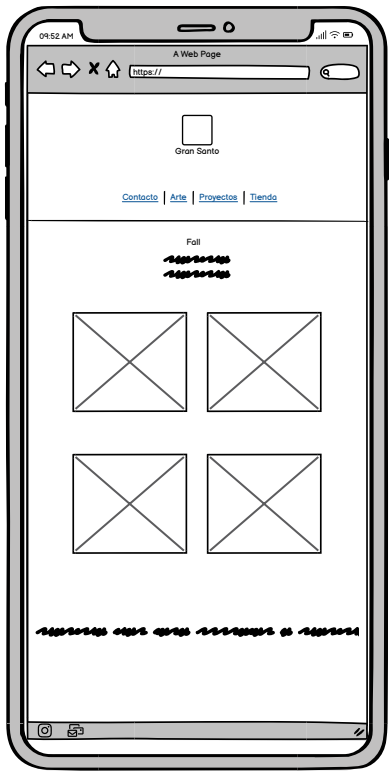 09:52 AM
A Web Page
https://
Gran Santo
Contacto | Arte | Proyectos | Tienda
Fall